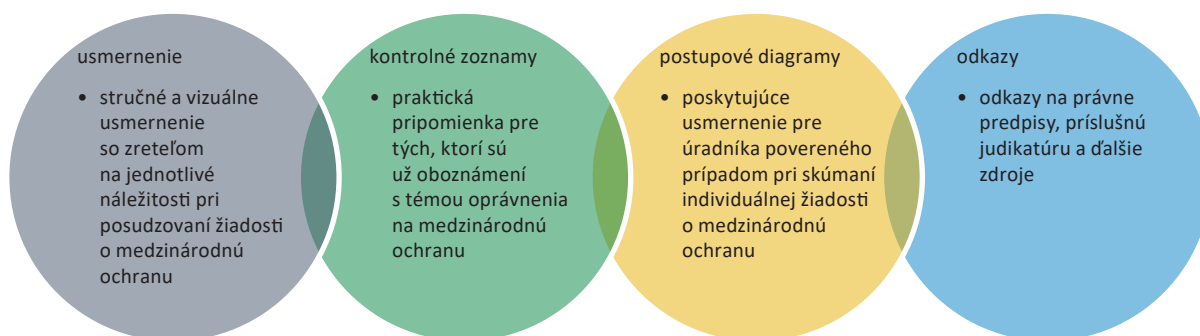 usmernenie
• stručné a vizuálne
usmernenie
so zreteľom
na jednotlivé
náležitosti pri
posudzovaní žiadosti
o medzinárodnú
ochranu
kontrolné zoznamy
• praktická
pripomienka pre
tých, ktorí sú
už oboznámení
s témou oprávnenia
na medzinárodnú
ochranu
postupové diagramy
• poskytujúce
usmernenie pre
úradníka povereného
prípadom pri skúmaní
individuálnej žiadosti
o medzinárodnú
ochranu
odkazy
• odkazy na právne
predpisy, príslušnú
judikatúru a ďalšie
zdroje